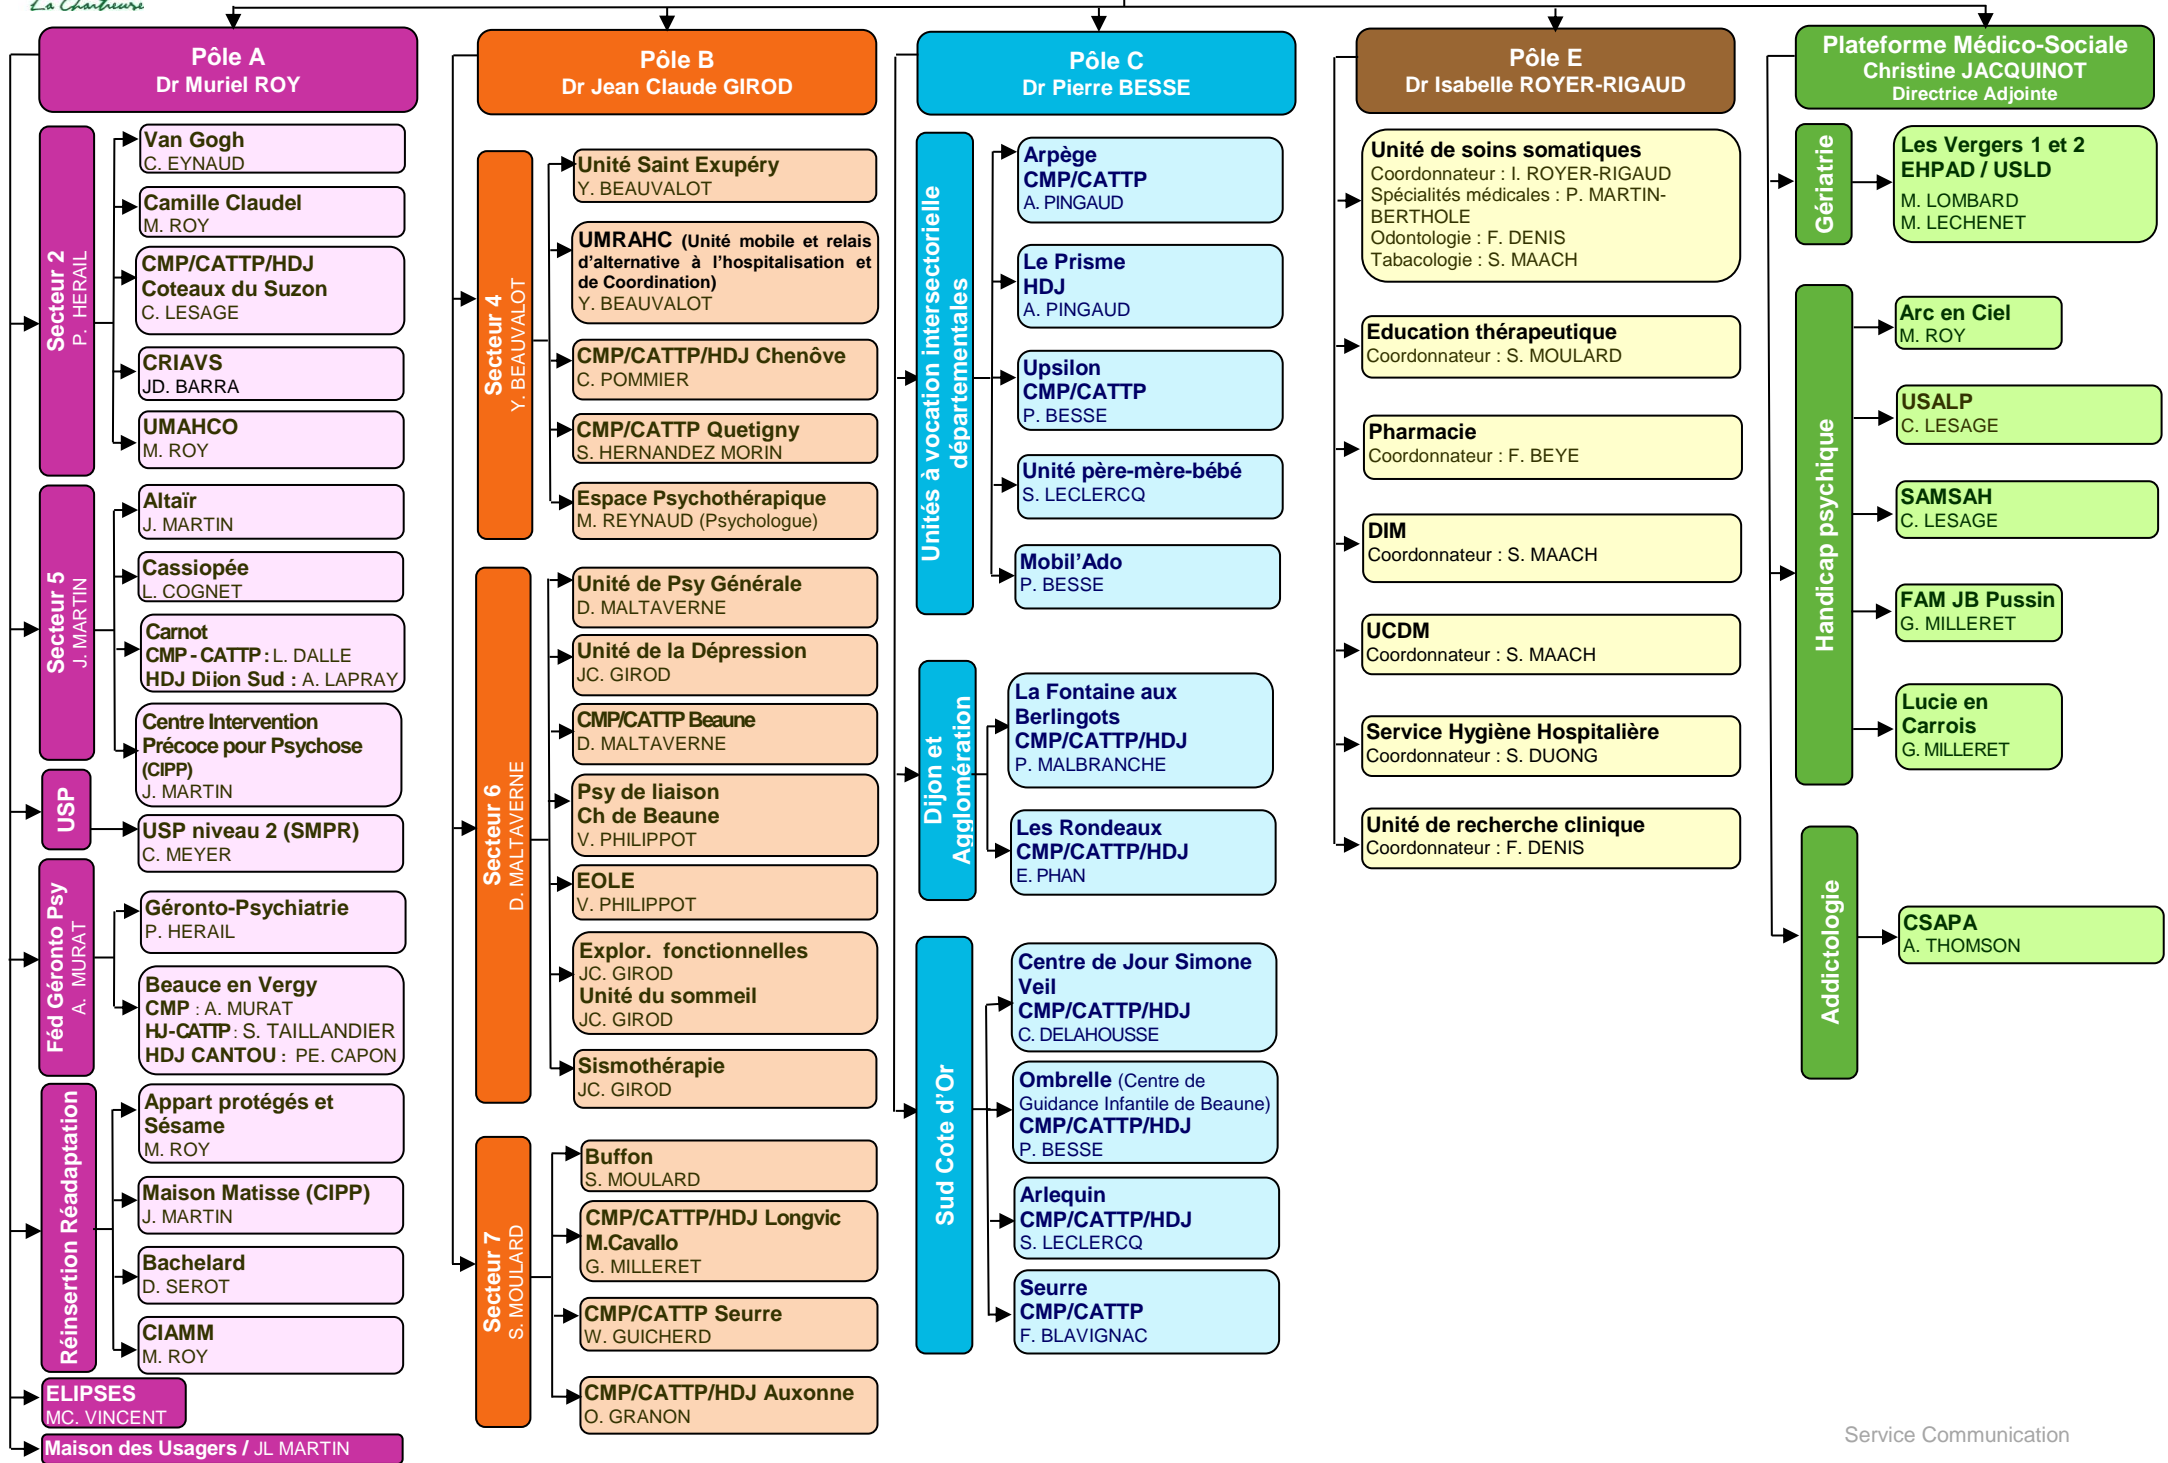 La Chartreuse
Pôle A
Dr Muriel ROY
Secteur 2
P. HERAIL
Van Gogh
C. EYNAUD
Camille Claudel
M. ROY
CMP/CATTP/HDJ
Coteaux du Suzon
C. LESAGE
CRIAVS
JD. BARRA
UMAHCO
M. ROY
Secteur 5
J. MARTIN
Altaïr
J. MARTIN
Cassiopée
L. COGNET
Carnot
CMP - CATTP : L. DALLE
HDJ Dijon Sud : A. LAPRAY
Centre Intervention
Précoce pour Psychose
(CIPP)
J. MARTIN
USP
USP niveau 2 (SMPR)
C. MEYER
Féd Géronto Psy
A. MURAT
Géronto-Psychiatrie
P. HERAIL
Beauce en Vergy
CMP : A. MURAT
HJ-CATTP : S. TAILLANDIER
HDJ CANTOU : PE. CAPON
Réinsertion Réadaptation
Appart protégés et
Sésame
M. ROY
Maison Matisse (CIPP)
J. MARTIN
Bachelard
D. SEROT
CIAMM
M. ROY
ELIPSES
MC. VINCENT
Maison des Usagers / JL MARTIN
Pôle B
Dr Jean Claude GIROD
Secteur 4
Y. BEAUVALOT
Unité Saint Exupéry
Y. BEAUVALOT
UMRAHC (Unité mobile et relais
d'alternative à l'hospitalisation et
de Coordination)
Y. BEAUVALOT
CMP/CATTP/HDJ Chenôve
C. POMMIER
CMP/CATTP Quetigny
S. HERNANDEZ MORIN
Espace Psychothérapique
M. REYNAUD (Psychologue)
Secteur 6
D. MALTAVERNE
Unité de Psy Générale
D. MALTAVERNE
Unité de la Dépression
JC. GIROD
CMP/CATTP Beaune
D. MALTAVERNE
Psy de liaison
Ch de Beaune
V. PHILIPPOT
EOLE
V. PHILIPPOT
Explor. fonctionnelles
JC. GIROD
Unité du sommeil
JC. GIROD
Sismothérapie
JC. GIROD
Secteur 7
S. MOULARD
Buffon
S. MOULARD
CMP/CATTP/HDJ Longvic
M.Cavallo
G. MILLERET
CMP/CATTP Seurre
W. GUICHERD
CMP/CATTP/HDJ Auxonne
O. GRANON
Pôle C
Dr Pierre BESSE
Unités à vocation intersectorielle
départementales
Arpège
CMP/CATTP
A. PINGAUD
Le Prisme
HDJ
A. PINGAUD
Upsilon
CMP/CATTP
P. BESSE
Unité père-mère-bébé
S. LECLERCQ
Mobil'Ado
P. BESSE
Dijon et
Agglomération
La Fontaine aux
Berlingots
CMP/CATTP/HDJ
P. MALBRANCHE
Les Rondeaux
CMP/CATTP/HDJ
E. PHAN
Sud Cote d'Or
Centre de Jour Simone
Veil
CMP/CATTP/HDJ
C. DELAHOUSSE
Ombrelle (Centre de
Guidance Infantile de Beaune)
CMP/CATTP/HDJ
P. BESSE
Arlequin
CMP/CATTP/HDJ
S. LECLERCQ
Seurre
CMP/CATTP
F. BLAVIGNAC
Pôle E
Dr Isabelle ROYER-RIGAUD
Unité de soins somatiques
Coordonnateur : I. ROYER-RIGAUD
Spécialités médicales : P. MARTIN-
BERTHOLE
Odontologie : F. DENIS
Tabacologie : S. MAACH
Education thérapeutique
Coordonnateur : S. MOULARD
Pharmacie
Coordonnateur : F. BEYE
DIM
Coordonnateur : S. MAACH
UCDM
Coordonnateur : S. MAACH
Service Hygiène Hospitalière
Coordonnateur : S. DUONG
Unité de recherche clinique
Coordonnateur : F. DENIS
Plateforme Médico-Sociale
Christine JACQUINOT
Directrice Adjointe
Gériatrie
Les Vergers 1 et 2
EHPAD / USLD
M. LOMBARD
M. LECHENET
Handicap psychique
Arc en Ciel
M. ROY
USALP
C. LESAGE
SAMSAH
C. LESAGE
FAM JB Pussin
G. MILLERET
Lucie en
Carrois
G. MILLERET
Addictologie
CSAPA
A. THOMSON
Service Communication